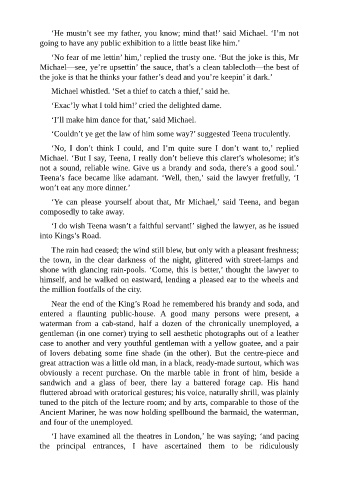 ‘He mustn’t see my father, you know; mind that!’ said Michael. ‘I’m not
going to have any public exhibition to a little beast like him.’
‘No fear of me lettin’ him,’ replied the trusty one. ‘But the joke is this, Mr
Michael—see, ye’re upsettin’ the sauce, that’s a clean tablecloth—the best of
the joke is that he thinks your father’s dead and you’re keepin’ it dark.’
Michael whistled. ‘Set a thief to catch a thief,’ said he.
‘Exac’ly what I told him!’ cried the delighted dame.
‘I’ll make him dance for that,’ said Michael.
‘Couldn’t ye get the law of him some way?’ suggested Teena truculently.
‘No, I don’t think I could, and I’m quite sure I don’t want to,’ replied
Michael. ‘But I say, Teena, I really don’t believe this claret’s wholesome; it’s
not a sound, reliable wine. Give us a brandy and soda, there’s a good soul.’
Teena’s face became like adamant. ‘Well, then,’ said the lawyer fretfully, ‘I
won’t eat any more dinner.’
‘Ye can please yourself about that, Mr Michael,’ said Teena, and began
composedly to take away.
‘I do wish Teena wasn’t a faithful servant!’ sighed the lawyer, as he issued
into Kings’s Road.
The rain had ceased; the wind still blew, but only with a pleasant freshness;
the town, in the clear darkness of the night, glittered with street-lamps and
shone with glancing rain-pools. ‘Come, this is better,’ thought the lawyer to
himself, and he walked on eastward, lending a pleased ear to the wheels and
the million footfalls of the city.
Near the end of the King’s Road he remembered his brandy and soda, and
entered a flaunting public-house. A good many persons were present, a
waterman from a cab-stand, half a dozen of the chronically unemployed, a
gentleman (in one corner) trying to sell aesthetic photographs out of a leather
case to another and very youthful gentleman with a yellow goatee, and a pair
of lovers debating some fine shade (in the other). But the centre-piece and
great attraction was a little old man, in a black, ready-made surtout, which was
obviously a recent purchase. On the marble table in front of him, beside a
sandwich and a glass of beer, there lay a battered forage cap. His hand
fluttered abroad with oratorical gestures; his voice, naturally shrill, was plainly
tuned to the pitch of the lecture room; and by arts, comparable to those of the
Ancient Mariner, he was now holding spellbound the barmaid, the waterman,
and four of the unemployed.
‘I have examined all the theatres in London,’ he was saying; ‘and pacing
the principal entrances, I have ascertained them to be ridiculously